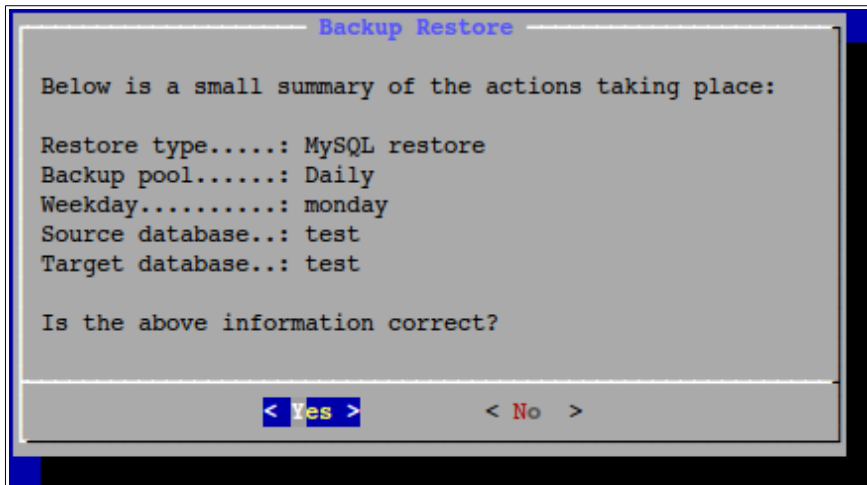 Backup Restore
Below is a small summary of the actions taking place:
Restore type.....: MySQL restore
Backup pool......: Daily
Weekday..........: monday
Source database..: test
Target database..: test
Is the above information correct?
< Yes > < No >